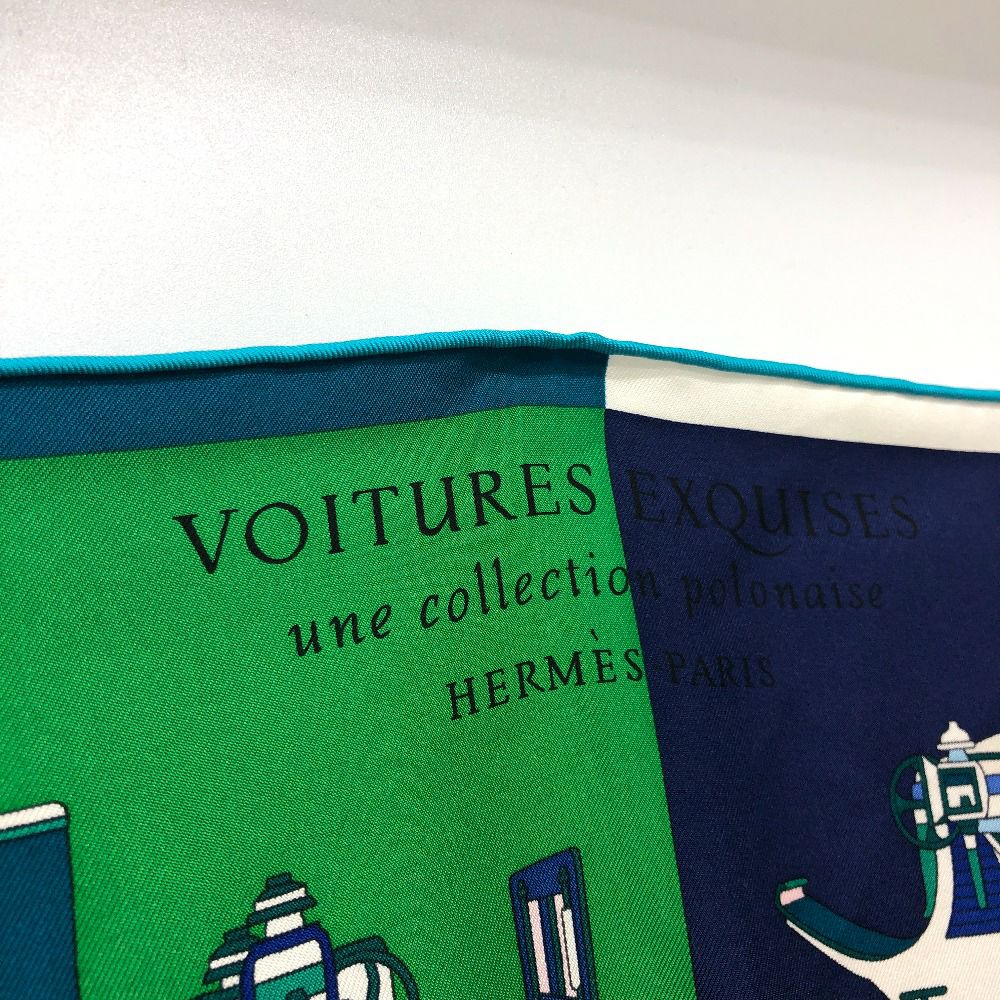 VOITURES EXQUISES
une collection polonaise
HERMÈS PARIS